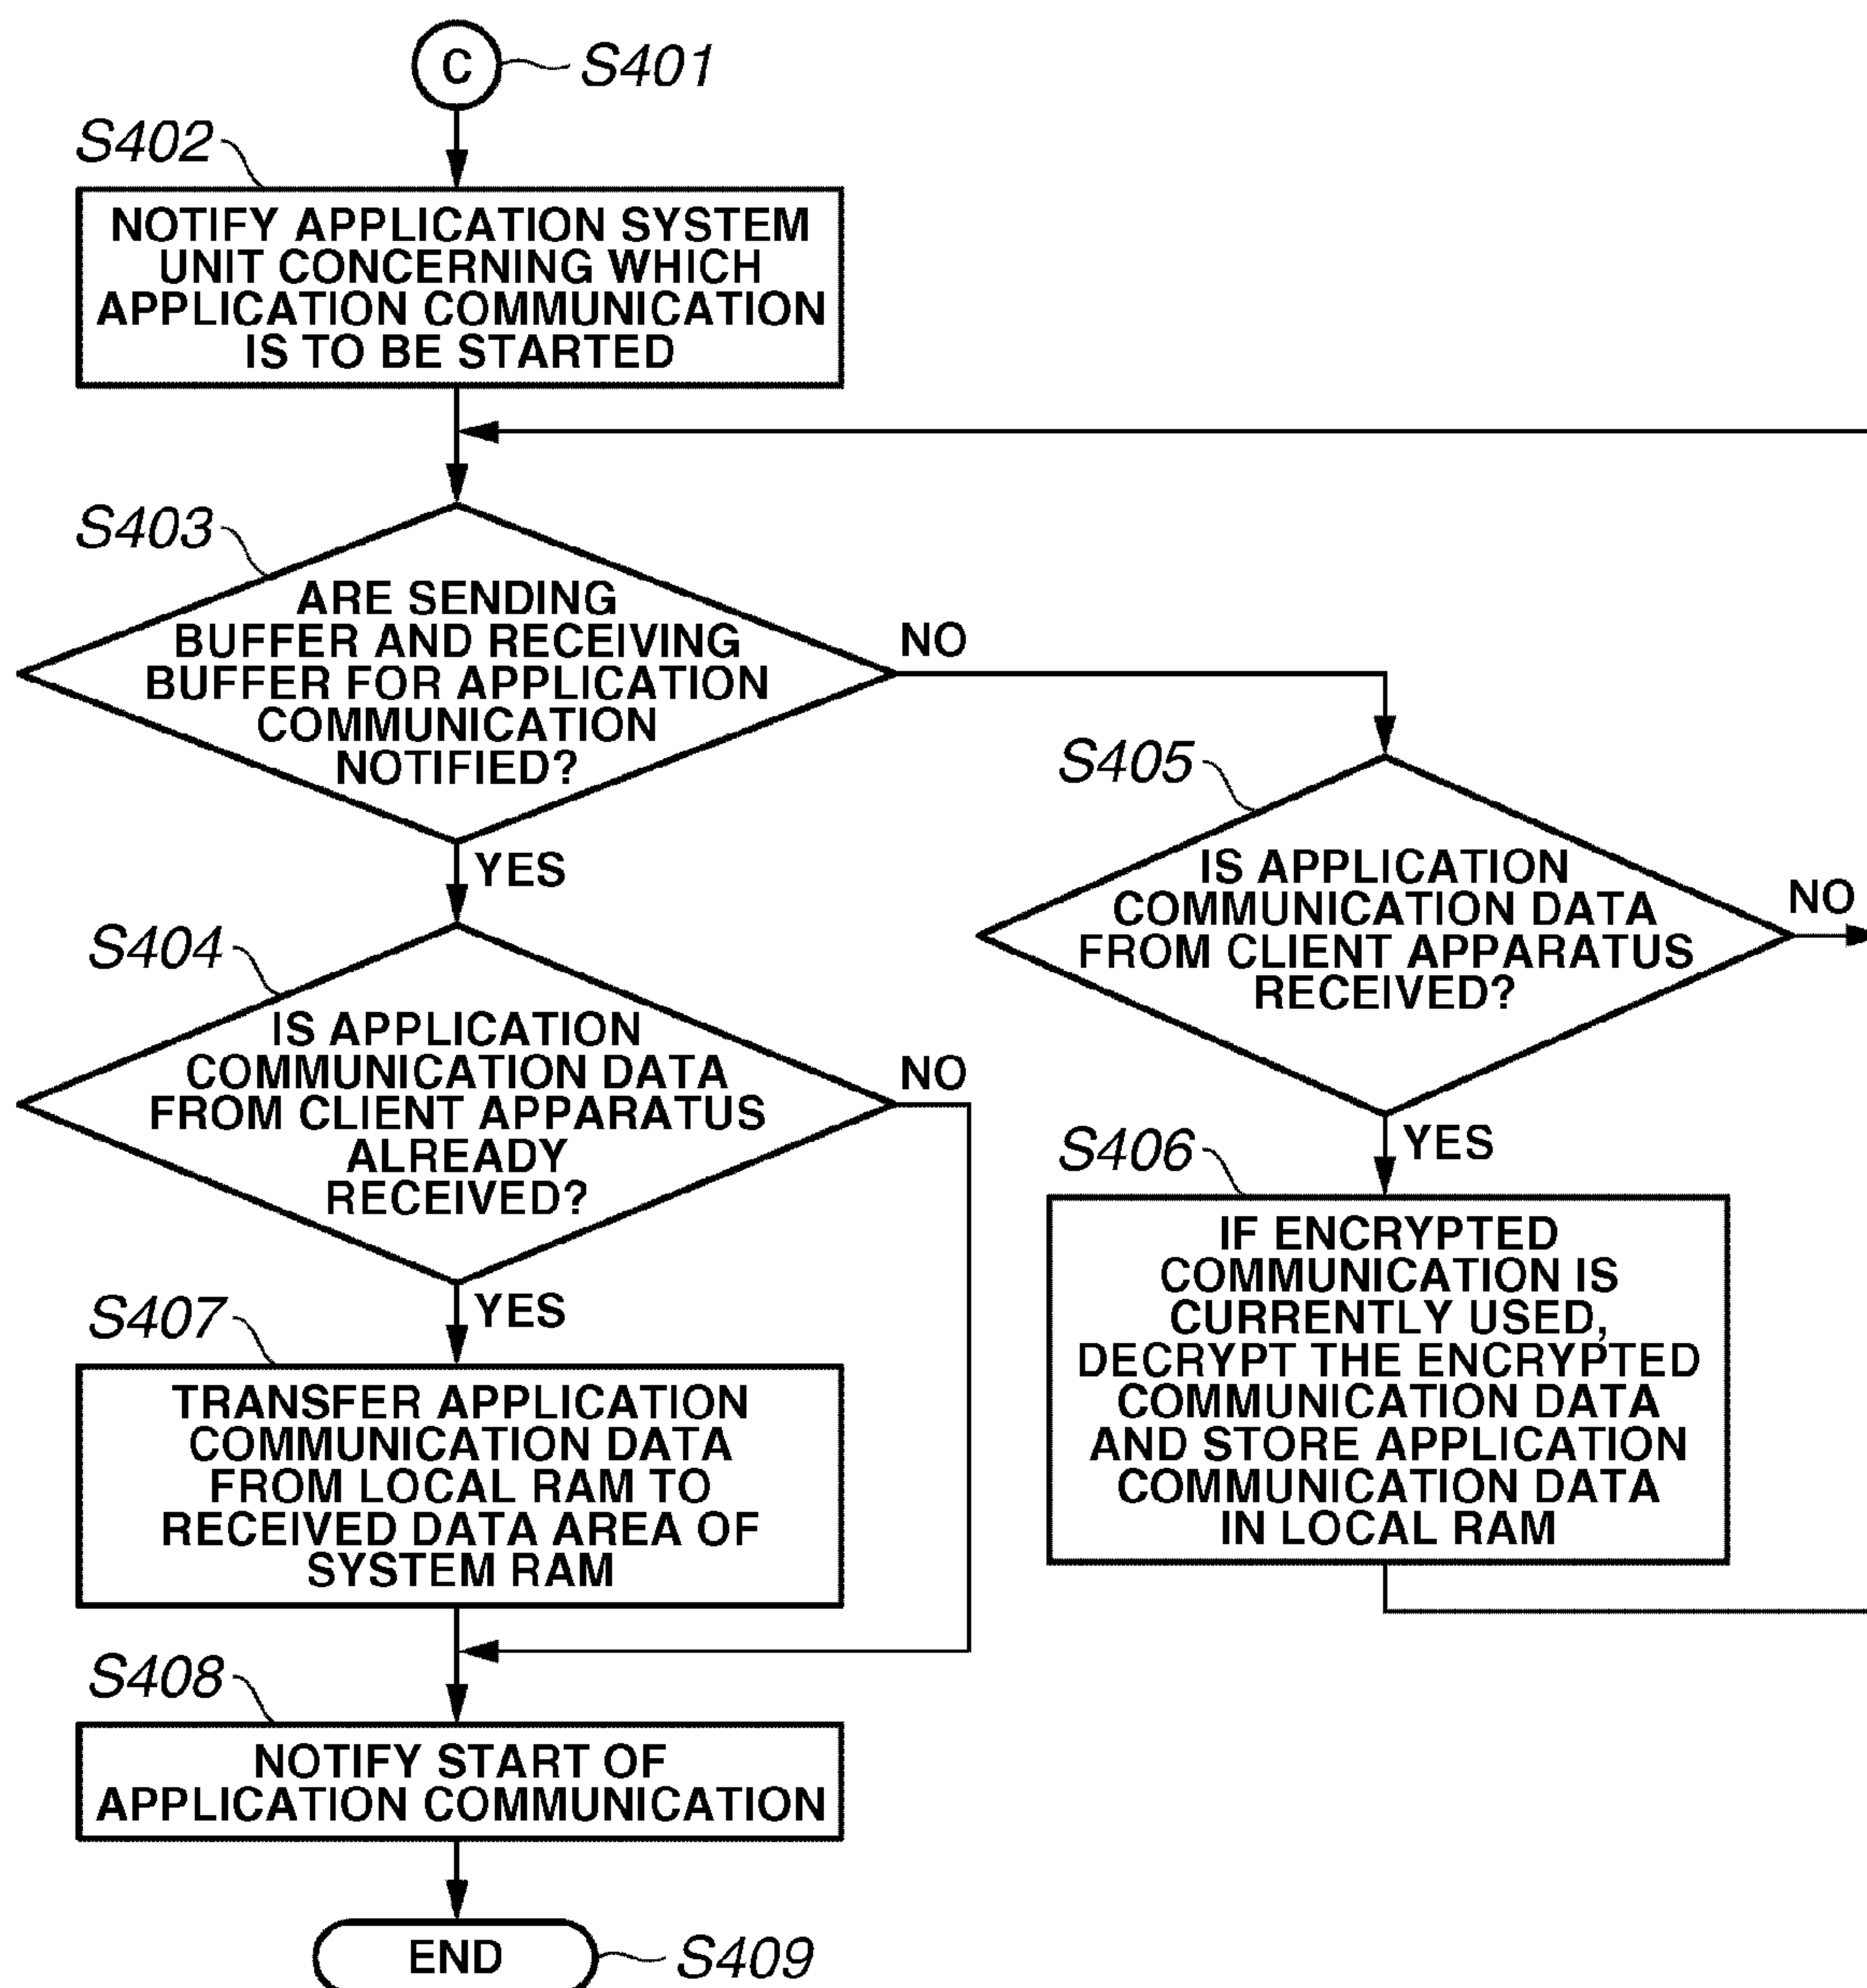 C
S401
S402
NOTIFY APPLICATION SYSTEM
UNIT CONCERNING WHICH
APPLICATION COMMUNICATION
IS TO BE STARTED
S403
ARE SENDING
BUFFER AND RECEIVING
BUFFER FOR APPLICATION
COMMUNICATION
NOTIFIED?
NO
YES
S405
IS APPLICATION
COMMUNICATION DATA
FROM CLIENT APPARATUS
RECEIVED?
NO
YES
S404
IS APPLICATION
COMMUNICATION DATA
FROM CLIENT APPARATUS
ALREADY
RECEIVED?
NO
YES
S406
IF ENCRYPTED
COMMUNICATION IS
CURRENTLY USED,
DECRYPT THE ENCRYPTED
COMMUNICATION DATA
AND STORE APPLICATION
COMMUNICATION DATA
IN LOCAL RAM
S407
TRANSFER APPLICATION
COMMUNICATION DATA
FROM LOCAL RAM TO
RECEIVED DATA AREA OF
SYSTEM RAM
S408
NOTIFY START OF
APPLICATION COMMUNICATION
END
S409